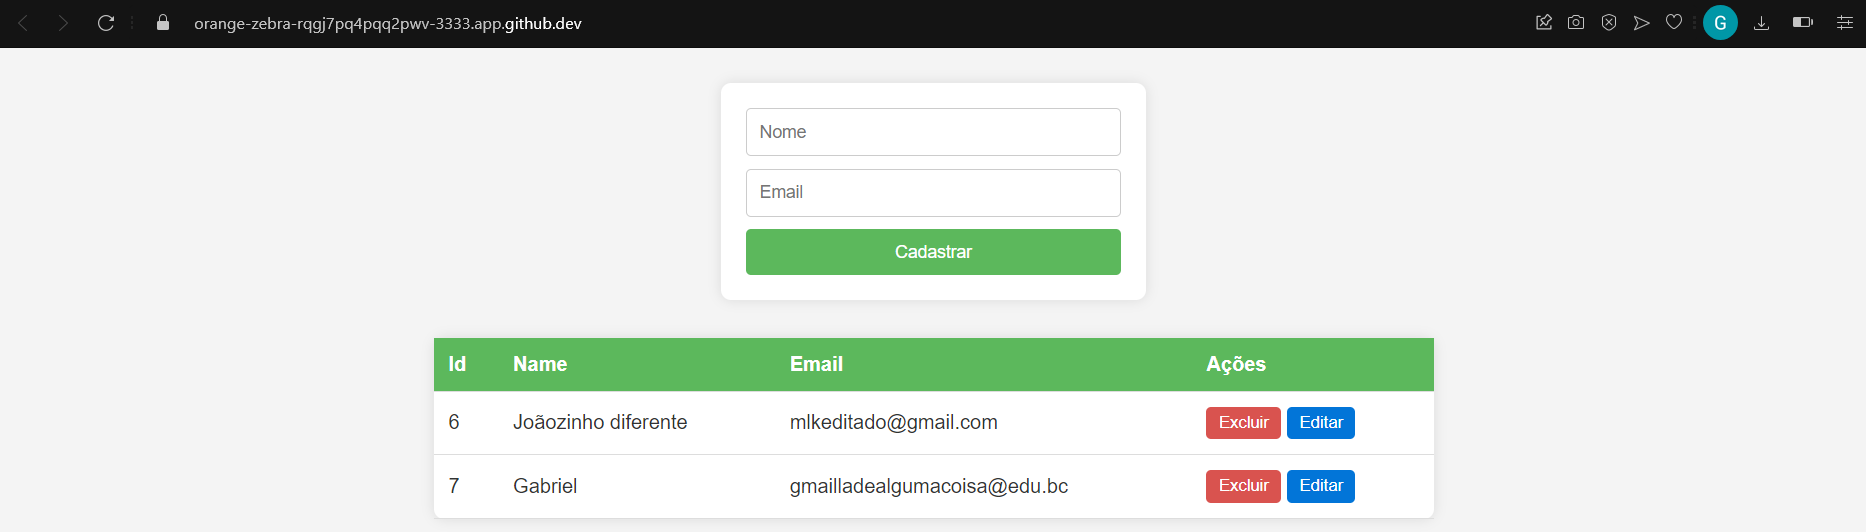 orange-zebra-rqgj7pq4pqq2pwv-3333.app.github.dev
G
Nome
Email
Cadastrar
Id Name Email Ações
6 Joãozinho diferente mlkeditado@gmail.com Excluir Editar
7 Gabriel gmailladealgumacoisa@edu.bc Excluir Editar